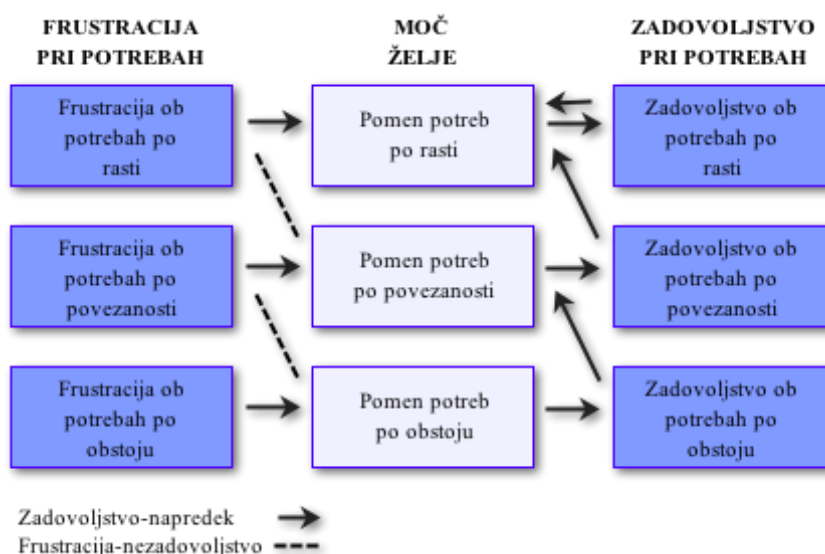 FRUSTRACIJA
PRI POTREBAH
MOČ
ŽELJE
ZADOVOLJSTVO
PRI POTREBAH
Frustracija ob
potrebah po
rasti
Pomen potreb
po rasti
Zadovoljstvo ob
potrebah po
rasti
Frustracija ob
potrebah po
povezanosti
Pomen potreb
po povezanosti
Zadovoljstvo ob
potrebah po
povezanosti
Frustracija ob
potrebah po
obstoju
Pomen potreb
po obstoju
Zadovoljstvo ob
potrebah po
obstoju
Zadovoljstvo-napredek
Frustracija-nezadovoljstvo